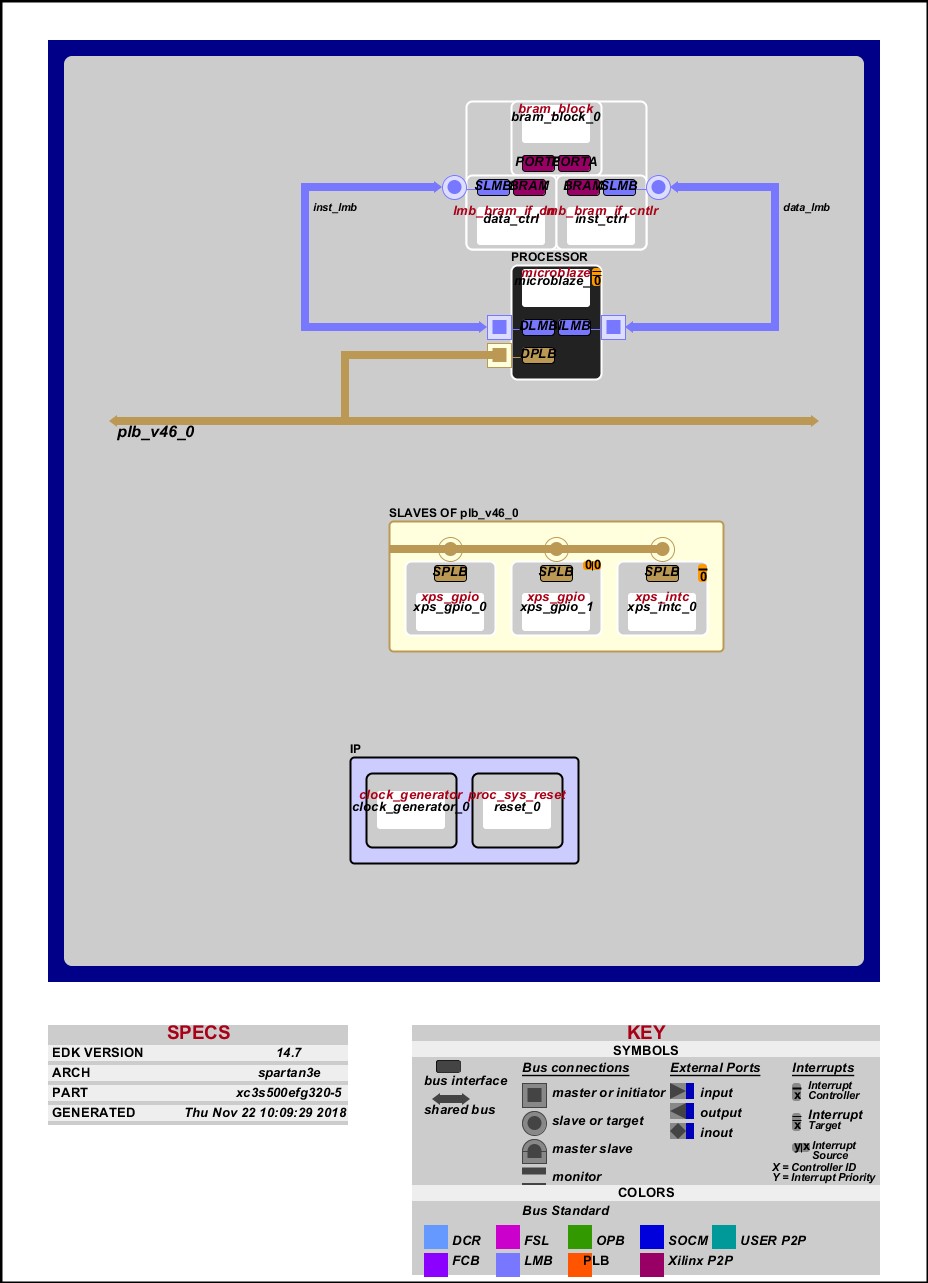 bram_block
bram_block_0
PORTB PORTA
SLMB BRAM BRAM SLMB
inst_lmb
data_lmb
lmb_bram_if_cntlr
data_ctrl inst_ctrl
PROCESSOR
microblaze
microblaze_
0
DLMB ILMB
DPLB
plb_v46_0
SLAVES OF plb_v46_0
0|0
SPLB SPLB SPLB
0
xps_gpio xps_gpio xps_intc
xps_gpio_0 xps_gpio_1 xps_intc_0
IP
clock_generator proc_sys_reset
clock_generator_0 reset_0
SPECS
EDK VERSION 14.7
ARCH spartan3e
PART xc3s500efg320-5
GENERATED Thu Nov 22 10:09:29 2018
KEY
SYMBOLS
bus interface
shared bus
Bus connections
master or initiator
slave or target
master slave
monitor
External Ports
input
output
inout
Interrupts
x Interrupt Controller
x Interrupt Target
y|x Interrupt Source
X = Controller ID
Y = Interrupt Priority
COLORS
Bus Standard
DCR FSL OPB SOCM USER P2P
FCB LMB PLB Xilinx P2P